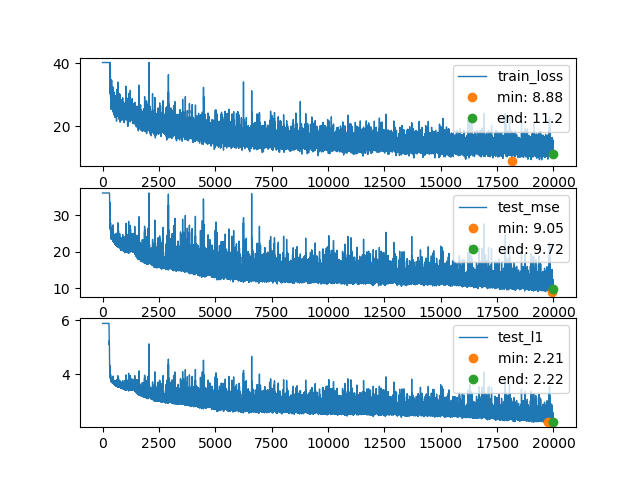 40
20
train_loss
min: 8.88
end: 11.2
0 2500 5000 7500 10000 12500 15000 17500 20000
30
20
10
test_mse
min: 9.05
end: 9.72
0 2500 5000 7500 10000 12500 15000 17500 20000
6
4
test_l1
min: 2.21
end: 2.22
0 2500 5000 7500 10000 12500 15000 17500 20000